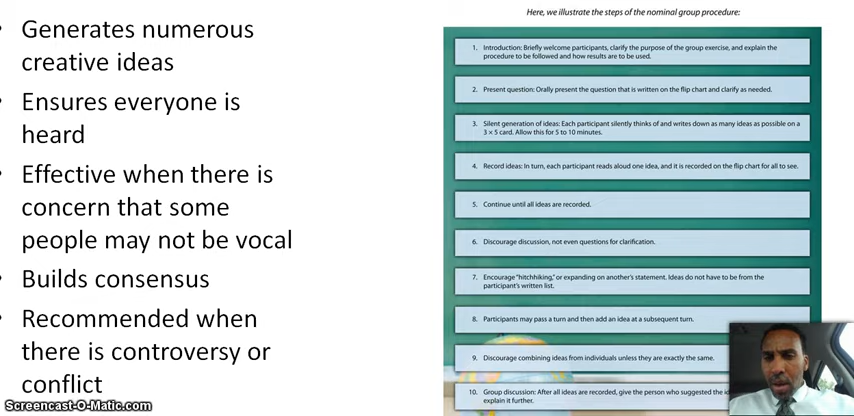 Generates numerous
creative ideas
Ensures everyone is
heard
Effective when there is
concern that some
people may not be vocal
Builds consensus
Recommended when
there is controversy or
conflict
Screencast-O-Matic.com
Here, we illustrate the steps of the nominal group procedure:
1. Introduction: Briefly welcome participants, clarify the purpose of the group exercise, and explain the
procedure to be followed and how results are to be used.
2. Present question: Orally present the question that is written on the flip chart and clarify as needed.
3. Silent generation of ideas: Each participant silently thinks of and writes down as many ideas as possible on a
3 × 5 card. Allow this for 5 to 10 minutes.
4. Record ideas: In turn, each participant reads aloud one idea, and it is recorded on the flip chart for all to see.
5. Continue until all ideas are recorded.
6. Discourage discussion, not even questions for clarification.
7. Encourage "hitchhiking," or expanding on another's statement. Ideas do not have to be from the
participant's written list.
8. Participants may pass a turn and then add an idea at a subsequent turn.
9. Discourage combining ideas from individuals unless they are exactly the same.
10. Group discussion: After all ideas are recorded, give the person who suggested the
explain it further.